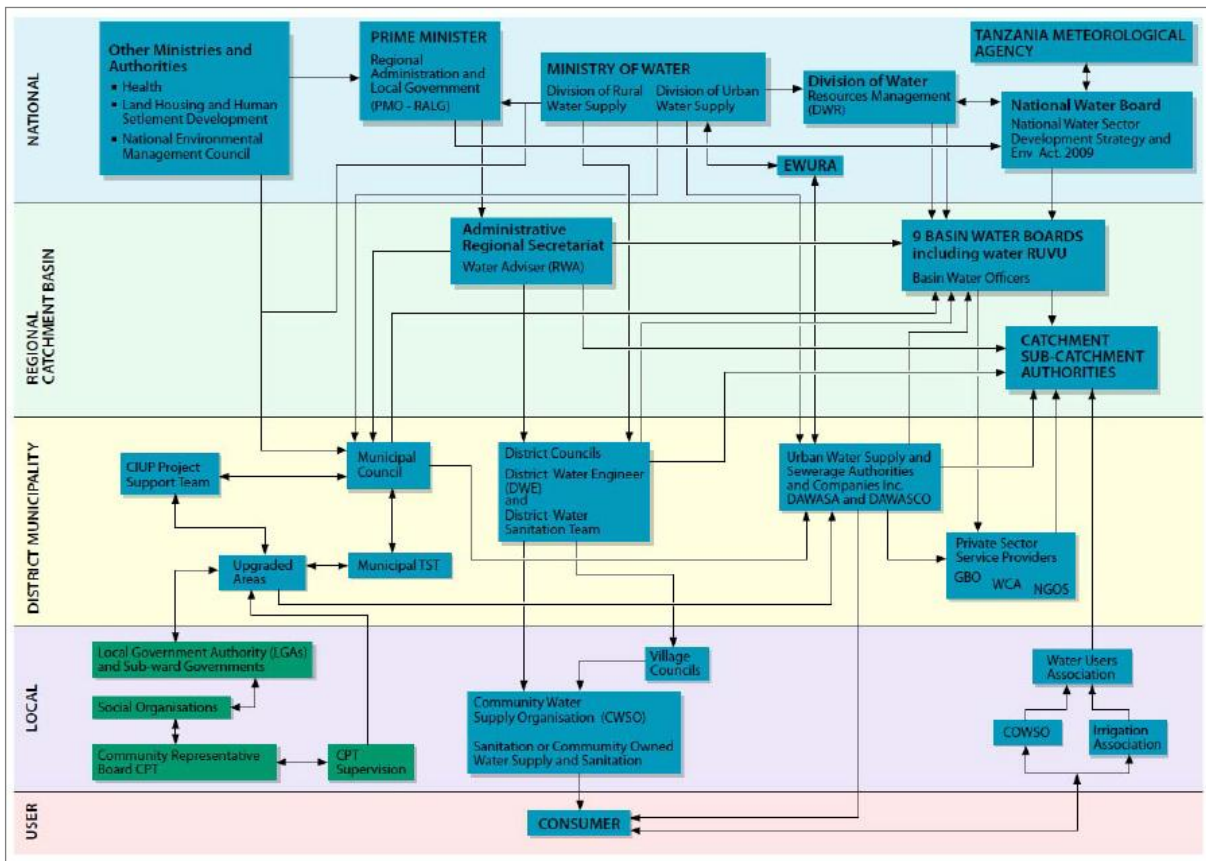 NATIONAL
Other Ministries and
Authorities
▪ Health
▪ Land Housing and Human
Setlement Development
▪ National Environmental
Management Council
PRIME MINISTER
Regional
Administration and
Local Government
(PMO - RALG)
MINISTRY OF WATER
Division of Rural
Water Supply
Division of Urban
Water Supply
Division of Water
Resources Management
(DWR)
TANZANIA METEOROLOGICAL
AGENCY
National Water Board
National Water Sector
Development Strategy and
Env. Act. 2009
EWURA
REGIONAL
CATCHMENT BASIN
Administrative
Regional Secretariat
Water Adviser (RWA)
9 BASIN WATER BOARDS
including water RUVU
Basin Water Officers
CATCHMENT
SUB-CATCHMENT
AUTHORITIES
DISTRICT MUNICIPALITY
CIUP Project
Support Team
Municipal
Council
District Councils
District-Water Engineer
(DWE)
and
District-Water
Sanitation Team
Urban Water Supply and
Sewerage Authorities
and Companies Inc.
DAWASA and DAWASCO
Upgraded
Areas
Municipal TST
Private Sector
Service Providers
GBO
WCA
NGOS
LOCAL
Local Government Authority (LGAs)
and Sub-ward Governments
Social Organisations
Community Representative
Board CPT
CPT
Supervision
Village
Councils
Community Water
Supply Organisation (CWSO)
Sanitation or Community Owned
Water Supply and Sanitation
Water Users
Association
COWSO
Irrigation
Association
USER
CONSUMER